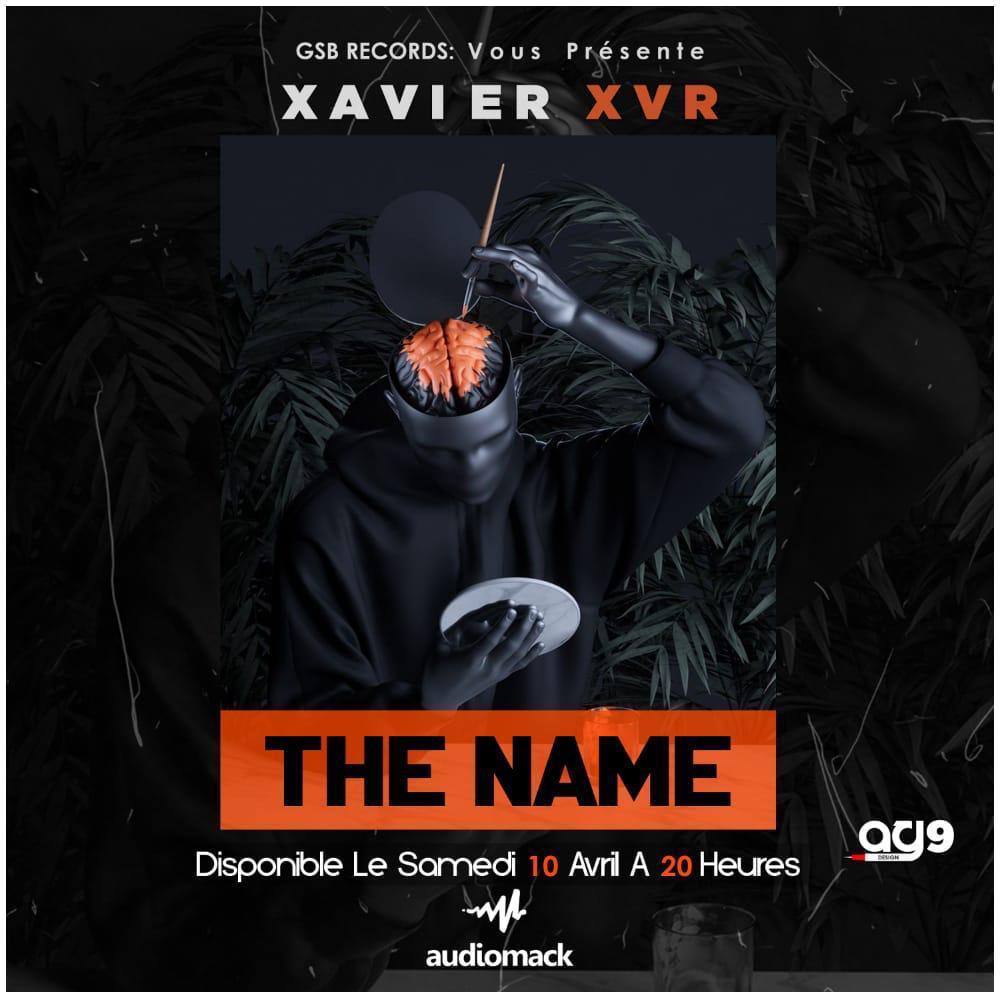 GSB RECORDS: Vous Présente
XAVIER XVR
THE NAME
Disponible Le Samedi 10 Avril A 20 Heures
audiomack
ag9
DESIGN